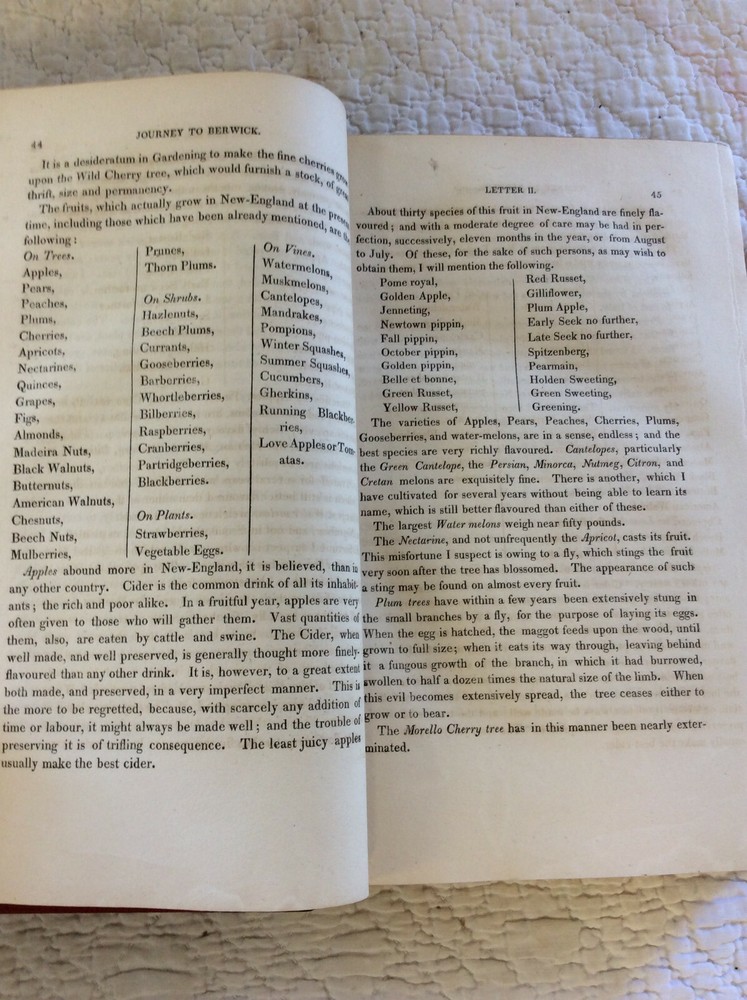 44
JOURNEY TO BERWICK.
It is a desideratum in Gardening to make the fine cherries grow
upon the Wild Cherry tree, which would furnish a stock, of
thrift, size and permanency.
The fruits, which actually grow in New-England at the present
time, including those which have been already mentioned, are the
following:
On Trees.
Apples,
Pears,
Peaches,
Plums,
Cherries,
Apricots,
Nectarines,
Quinces,
Grapes,
Figs,
Almonds,
Madeira Nuts,
Black Walnuts,
Butternuts,
American Walnuts,
Chesnuts,
Beech Nuts,
Mulberries,
Prunes,
Thorn Plums.
On Shrubs.
Hazlenuts,
Beech Plums,
Currants,
Gooseberries,
Barberries,
Whortleberries,
Bilberries,
Raspberries,
Cranberries,
Partridgeberries,
Blackberries.
On Plants.
Strawberries,
Vegetable Eggs.
On Vines.
Watermelons,
Muskmelons,
Cantelopes,
Mandrakes,
Pompions,
Winter Squashes,
Summer Squashes,
Cucumbers,
Gherkins,
Running Blackber-
ries,
Love Apples or Tom-
atas.
Apples abound more in New-England, it is believed, than in
any other country. Cider is the common drink of all its inhabit-
ants; the rich and poor alike. In a fruitful year, apples are very
often given to those who will gather them. Vast quantities of
them, also, are eaten by cattle and swine. The Cider, when
well made, and well preserved, is generally thought more finely-
flavoured than any other drink. It is, however, to a great extent
both made, and preserved, in a very imperfect manner. This is
the more to be regretted, because, with scarcely any addition of
time or labour, it might always be made well; and the trouble of
preserving it is of trifling consequence. The least juicy apples
usually make the best cider.
LETTER II.
45
About thirty species of this fruit in New-England are finely fla-
voured; and with a moderate degree of care may be had in per-
fection, successively, eleven months in the year, or from August
to July. Of these, for the sake of such persons, as may wish to
obtain them, I will mention the following.
Pome royal,
Golden Apple,
Jenneting,
Newtown pippin,
Fall pippin,
October pippin,
Golden pippin,
Belle et bonne,
Green Russet,
Yellow Russet,
Red Russet,
Gilliflower,
Plum Apple,
Early Seek no further,
Late Seek no further,
Spitzenberg,
Pearmain,
Holden Sweeting,
Green Sweeting,
Greening.
The varieties of Apples, Pears, Peaches, Cherries, Plums,
Gooseberries, and water-melons, are in a sense, endless; and the
best species are very richly flavoured. Cantelopes, particularly
the Green Cantelope, the Persian, Minorca, Nutmeg, Citron, and
Cretan melons are exquisitely fine. There is another, which I
have cultivated for several years without being able to learn its
name, which is still better flavoured than either of these.
The largest Water melons weigh near fifty pounds.
The Nectarine, and not unfrequently the Apricot, casts its fruit.
This misfortune I suspect is owing to a fly, which stings the fruit
very soon after the tree has blossomed. The appearance of such
a sting may be found on almost every fruit.
Plum trees have within a few years been extensively stung in
the small branches by a fly, for the purpose of laying its eggs.
When the egg is hatched, the maggot feeds upon the wood, until
grown to full size; when it eats its way through, leaving behind
it a fungous growth of the branch, in which it had burrowed,
swollen to half a dozen times the natural size of the limb. When
this evil becomes extensively spread, the tree ceases either to
grow or to bear.
The Morello Cherry tree has in this manner been nearly exter-
minated.